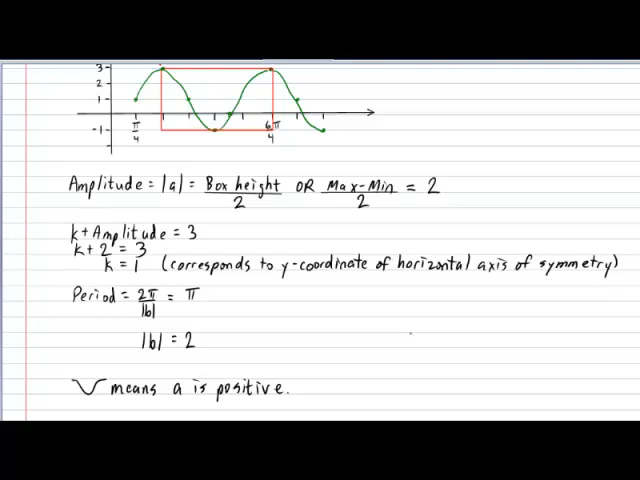 3
2
1
-1
π/4
6π/4
Amplitude = |a| = Box height/2 OR Max-Min/2 = 2
k + Amplitude = 3
k + 2 = 3
k = 1 (corresponds to y-coordinate of horizontal axis of symmetry)
Period = 2π/|b| = π
|b| = 2
means a is positive.